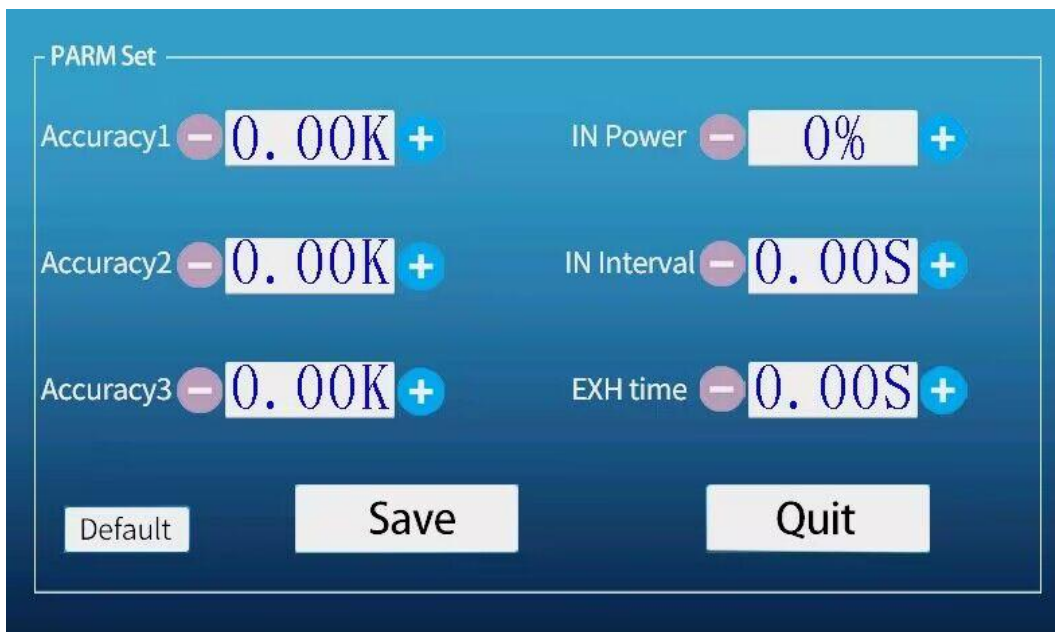 PARM Set
Accuracy1 0.00K IN Power 0%
Accuracy2 0.00K IN Interval 0.00S
Accuracy3 0.00K EXH time 0.00S
Default Save Quit